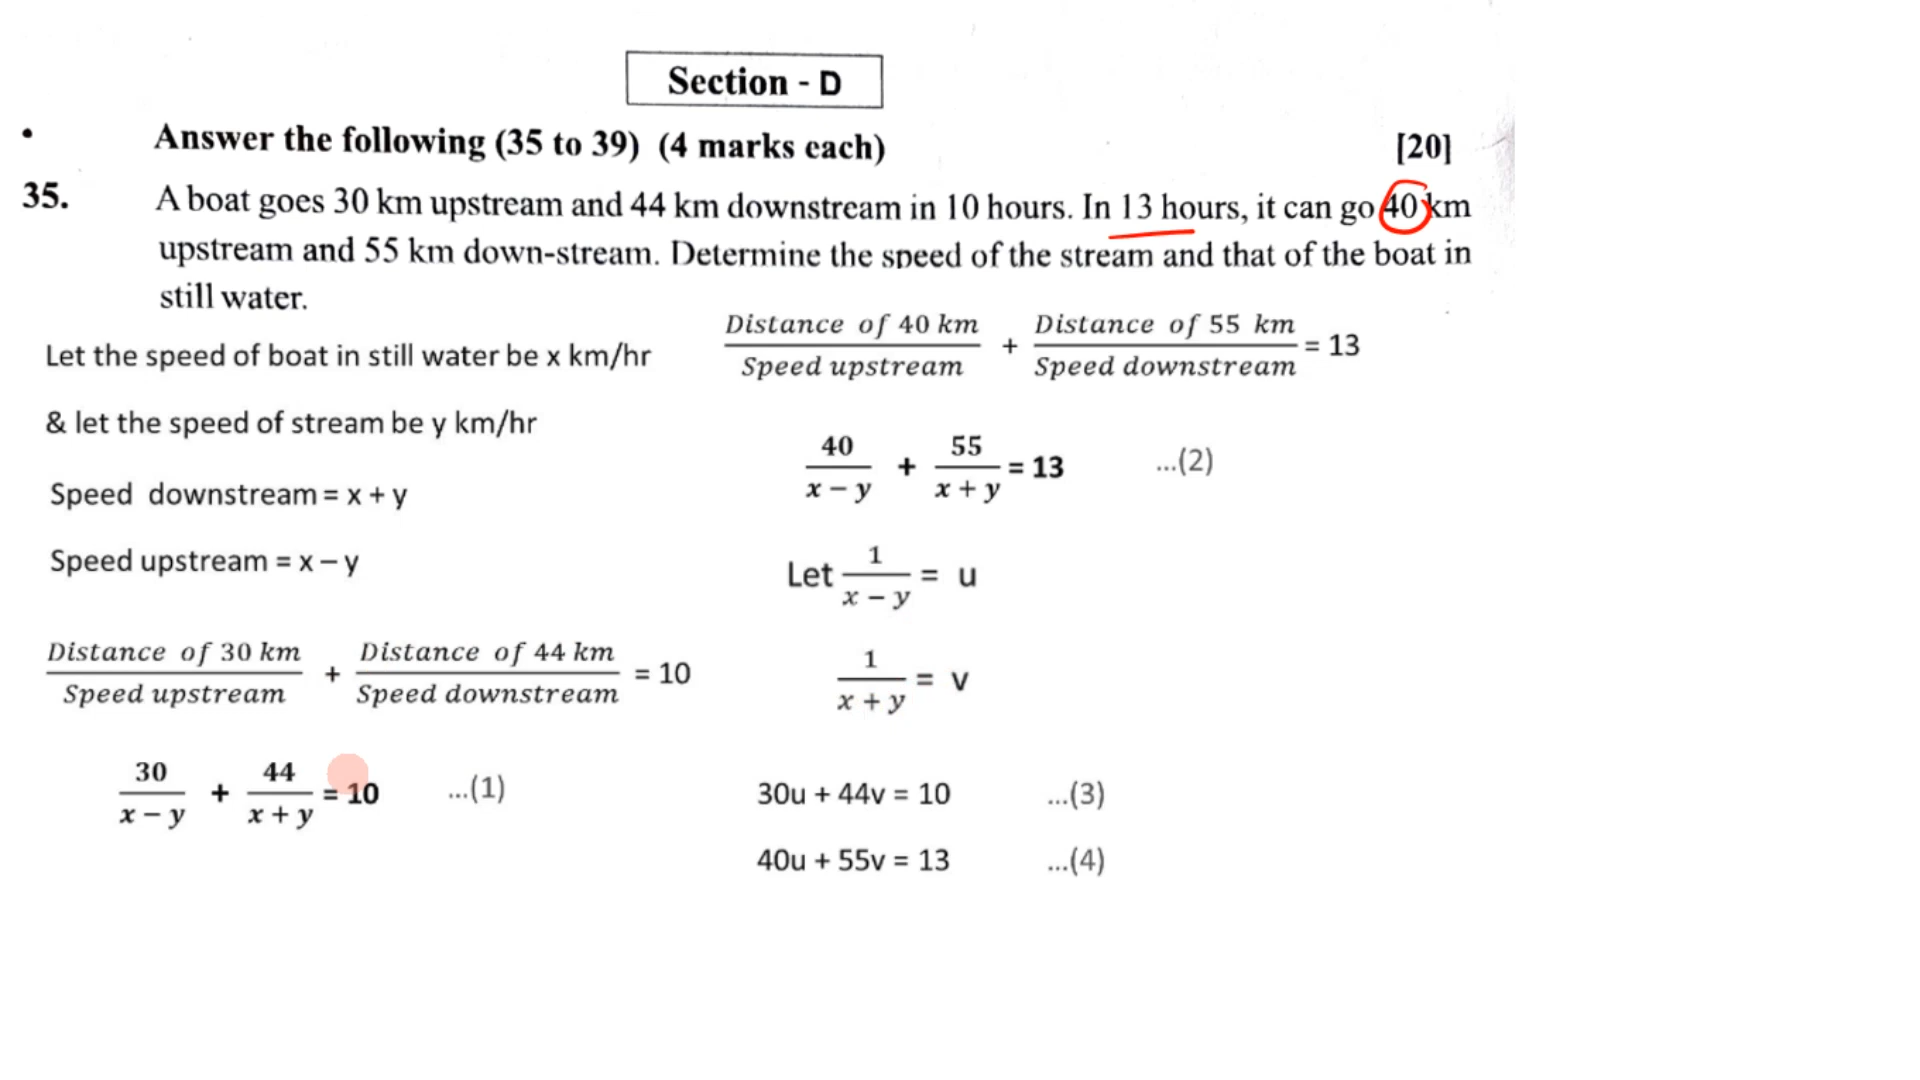 Section - D
• Answer the following (35 to 39) (4 marks each) [20]
35. A boat goes 30 km upstream and 44 km downstream in 10 hours. In 13 hours, it can go 40 km
upstream and 55 km down-stream. Determine the speed of the stream and that of the boat in
still water.
Let the speed of boat in still water be x km/hr
& let the speed of stream be y km/hr
Speed downstream = x + y
Speed upstream = x – y
Distance of 30 km / Speed upstream + Distance of 44 km / Speed downstream = 10
30 / x – y + 44 / x + y = 10 ...(1)
Distance of 40 km / Speed upstream + Distance of 55 km / Speed downstream = 13
40 / x – y + 55 / x + y = 13 ...(2)
Let 1 / x – y = u
1 / x + y = v
30u + 44v = 10 ...(3)
40u + 55v = 13 ...(4)